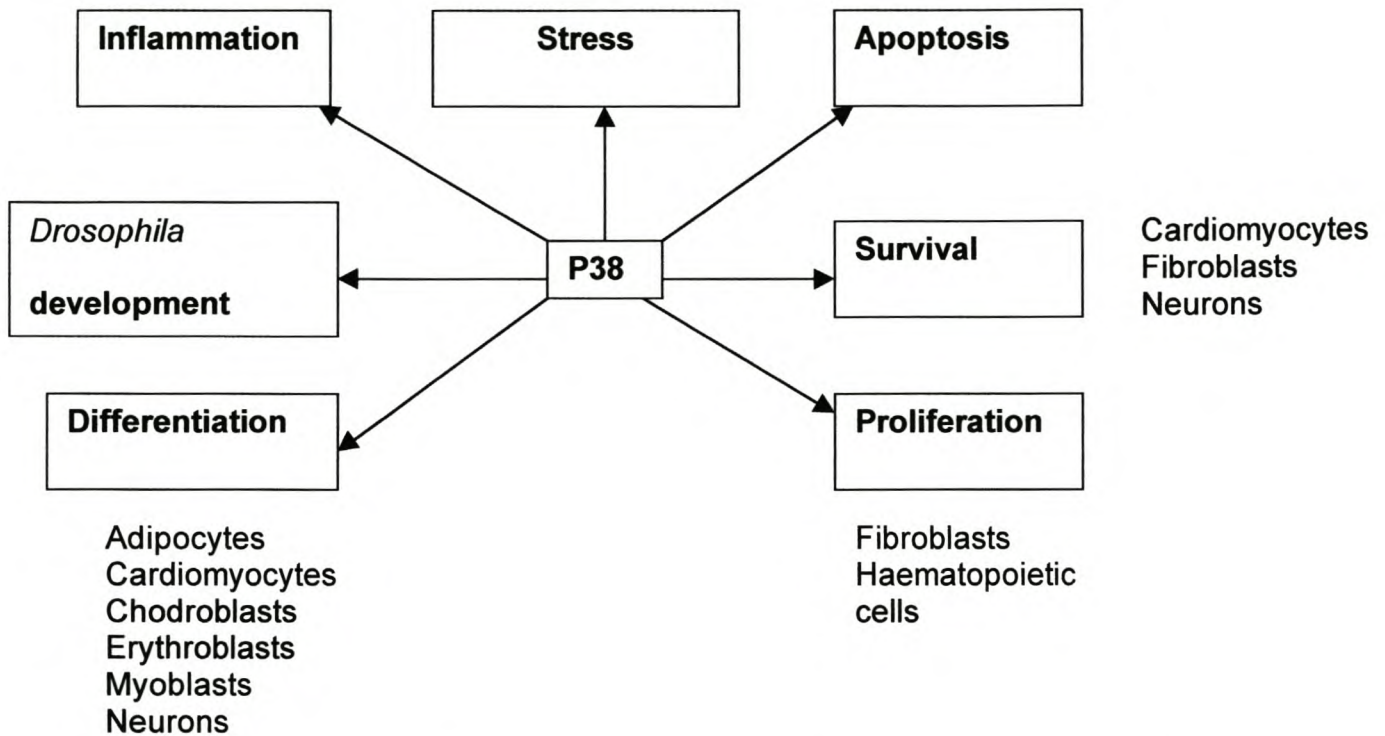 Inflammation
Stress
Apoptosis
Drosophila
development
P38
Survival
Cardiomyocytes
Fibroblasts
Neurons
Differentiation
Adipocytes
Cardiomyocytes
Chodroblasts
Erythroblasts
Myoblasts
Neurons
Proliferation
Fibroblasts
Haematopoietic
cells